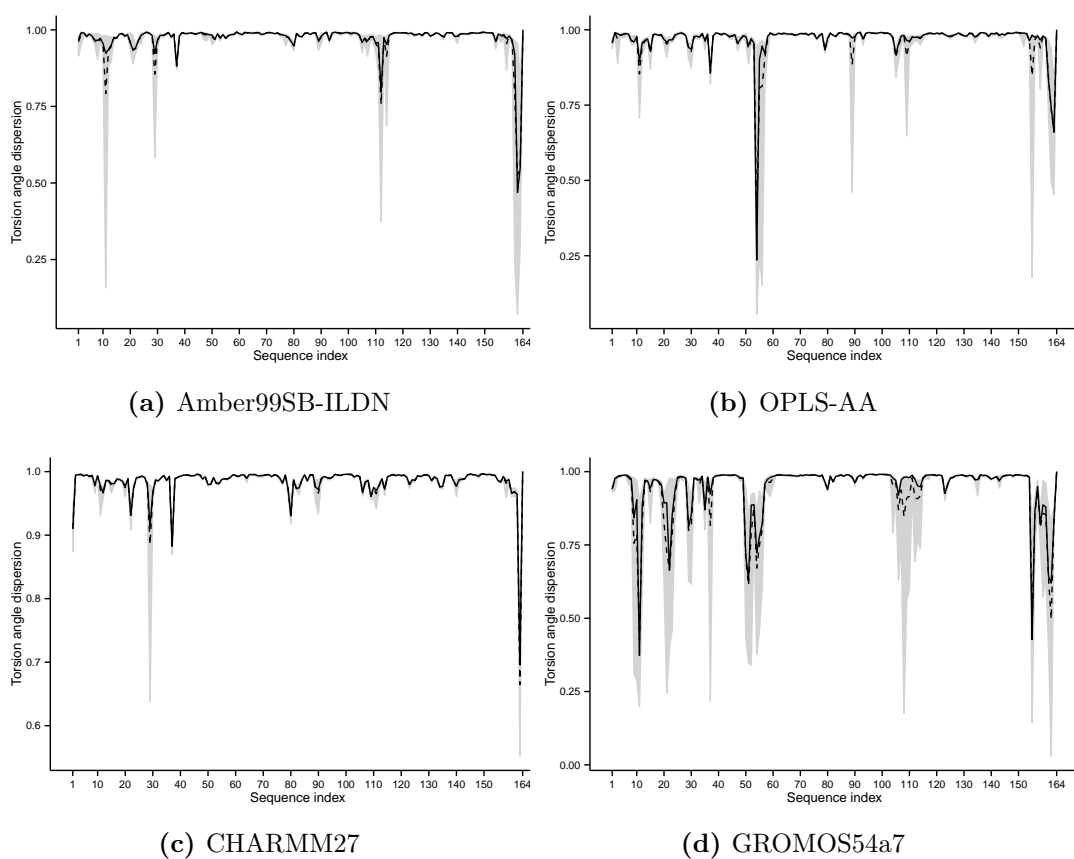 Torsion angle dispersion
1.00
0.75
0.50
0.25
1 10 20 30 40 50 60 70 80 90 100 110 120 130 140 150 164
Sequence index
(a) Amber99SB-ILDN
Torsion angle dispersion
1.00
0.75
0.50
0.25
1 10 20 30 40 50 60 70 80 90 100 110 120 130 140 150 164
Sequence index
(b) OPLS-AA
Torsion angle dispersion
1.0
0.9
0.8
0.7
0.6
1 10 20 30 40 50 60 70 80 90 100 110 120 130 140 150 164
Sequence index
(c) CHARMM27
Torsion angle dispersion
1.00
0.75
0.50
0.25
0.00
1 10 20 30 40 50 60 70 80 90 100 110 120 130 140 150 164
Sequence index
(d) GROMOS54a7